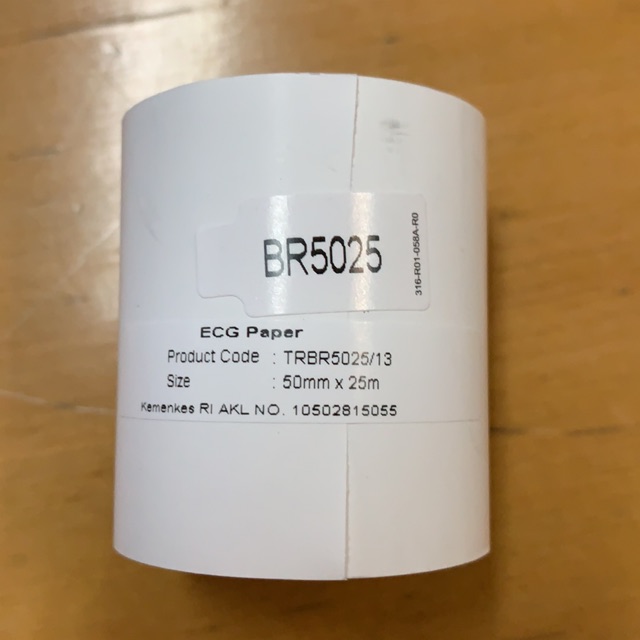 BR5025
316-R01-058A-R0
ECG Paper
Product Code : TRBR5025/13
Size : 50mm x 25m
Kemenkes RI AKL NO. 10502815055